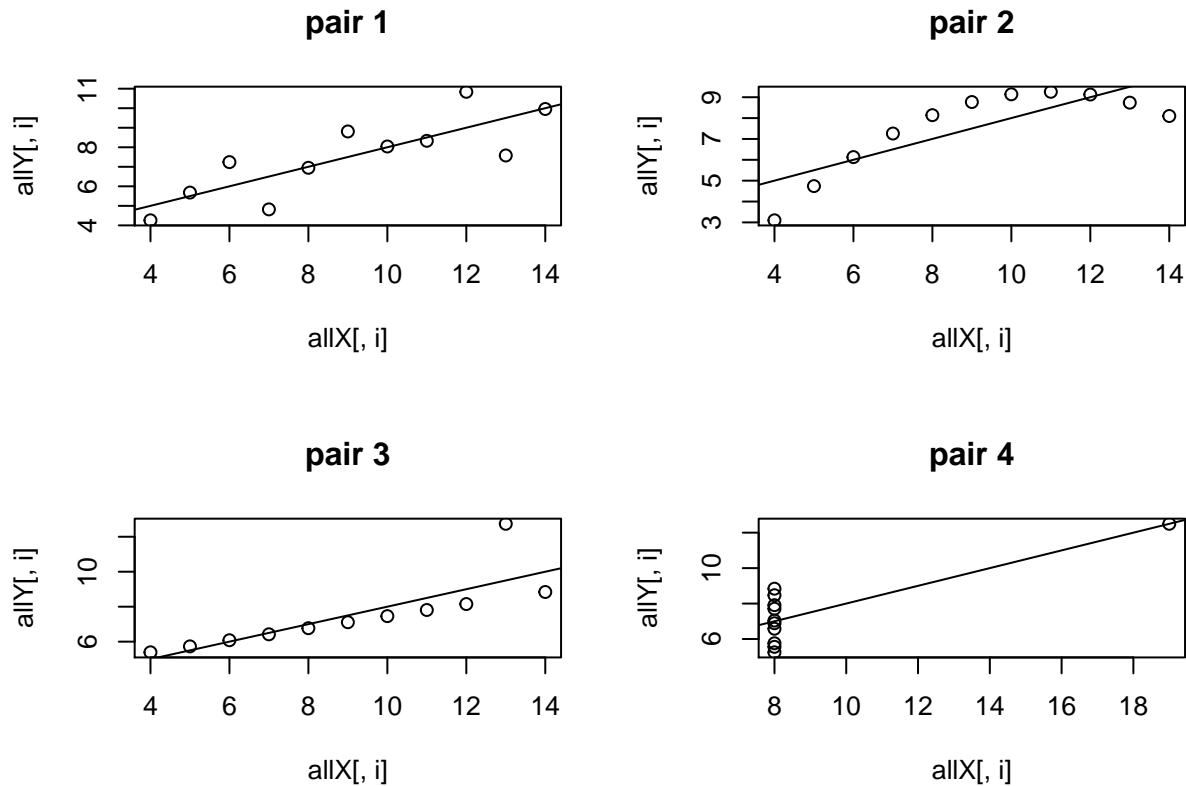 pair 1
allY[, i]
4 6 8 11
4 6 8 10 12 14
allX[, i]
pair 2
allY[, i]
3 5 7 9
4 6 8 10 12 14
allX[, i]
pair 3
allY[, i]
6 10
4 6 8 10 12 14
allX[, i]
pair 4
allY[, i]
6 10
8 10 12 14 16 18
allX[, i]